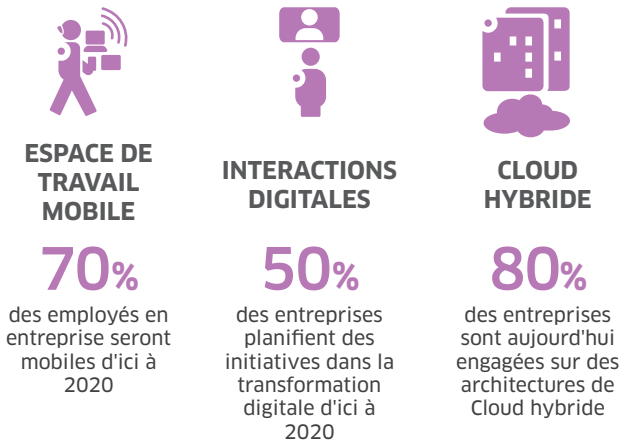 ESPACE DE
TRAVAIL
MOBILE
70%
des employés en
entreprise seront
mobiles d'ici à
2020
INTERACTIONS
DIGITALES
50%
des entreprises
planifient des
initiatives dans la
transformation
digitale d'ici à
2020
CLOUD
HYBRIDE
80%
des entreprises
sont aujourd'hui
engagées sur des
architectures de
Cloud hybride